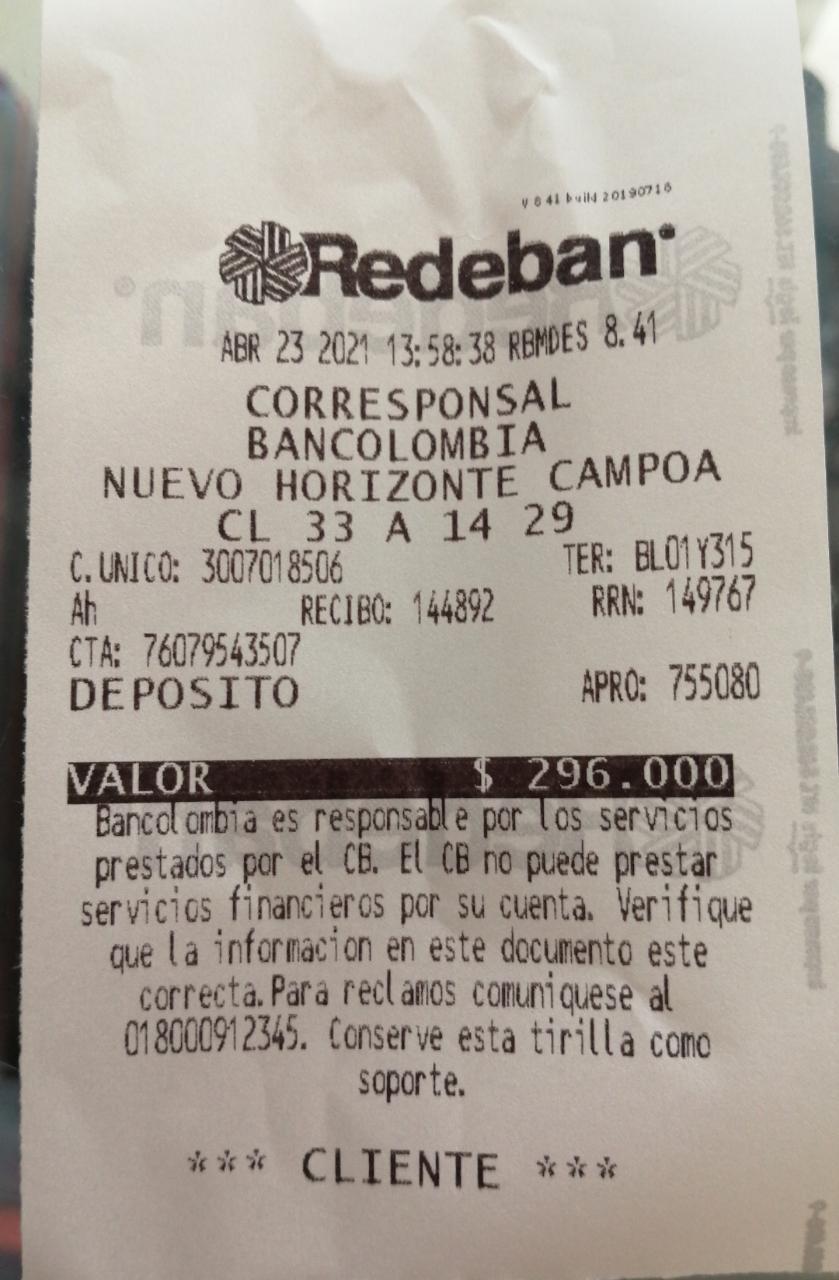 v 8 41 build 20190716
Redeban
ABR 23 2021 13:58:38 RBMDES 8.41
CORRESPONSAL
BANCOLOMBIA
NUEVO HORIZONTE CAMPOA
CL 33 A 14 29
C.UNICO: 3007018506 TER: BL01Y315
Ah RECIBO: 144892 RRN: 149767
CTA: 76079543507
DEPOSITO APRO: 755080
VALOR $ 296.000
Bancolombia es responsable por los servicios
prestados por el CB. El CB no puede prestar
servicios financieros por su cuenta. Verifique
que la informacion en este documento este
correcta.Para reclamos comuniquese al
018000912345. Conserve esta tirilla como
soporte.
*** CLIENTE ***